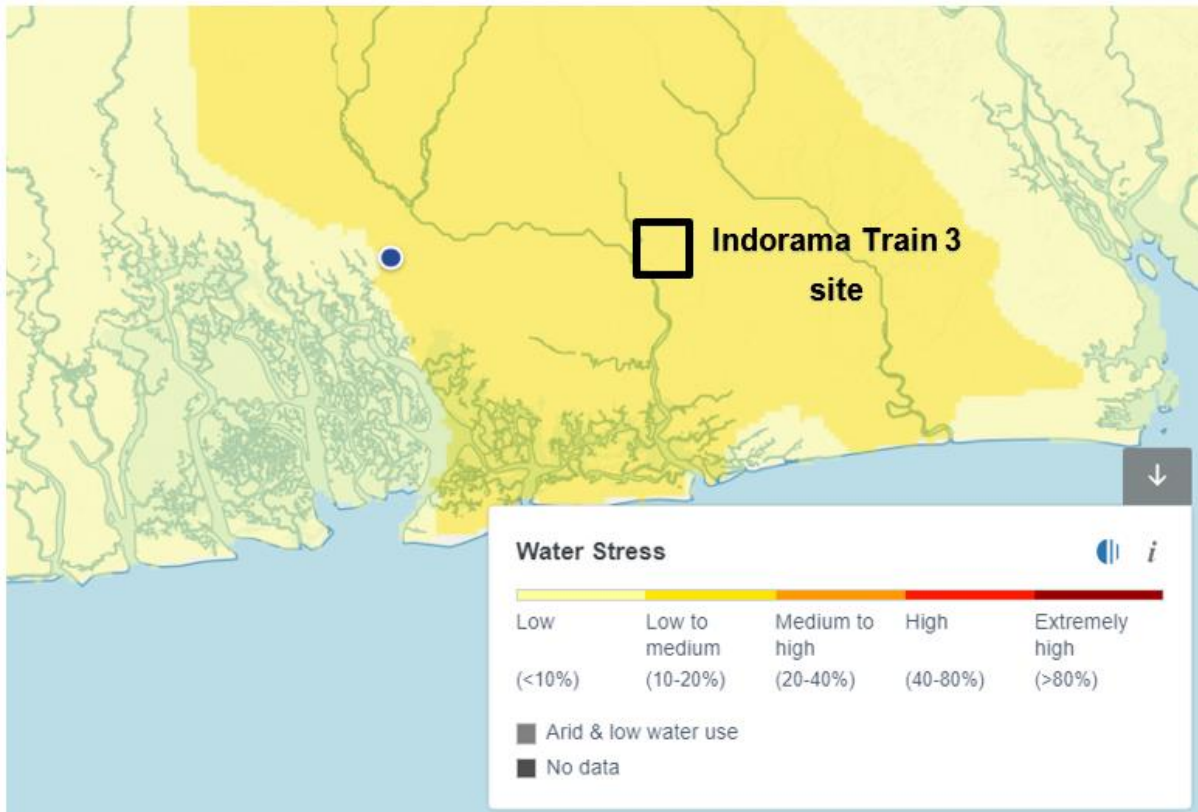 Indorama Train 3
site
Water Stress
i
Low
Low to
medium
Medium to
high
High
Extremely
high
(<10%)
(10-20%)
(20-40%)
(40-80%)
(>80%)
Arid & low water use
No data